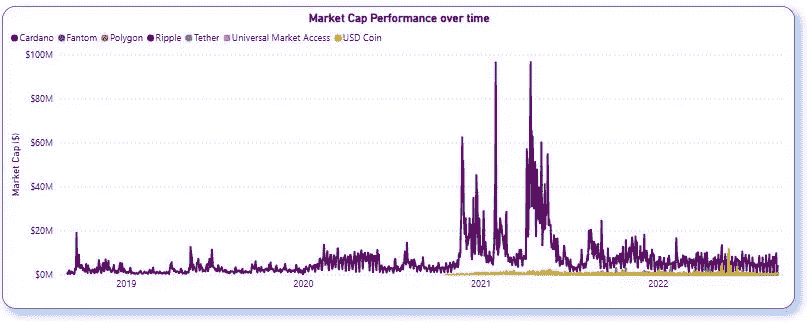 Market Cap Performance over time
Cardano Fantom Polygon Ripple Tether Universal Market Access USD Coin
$100M
$80M
$60M
$40M
$20M
$0M
Market Cap ($)
2019 2020 2021 2022